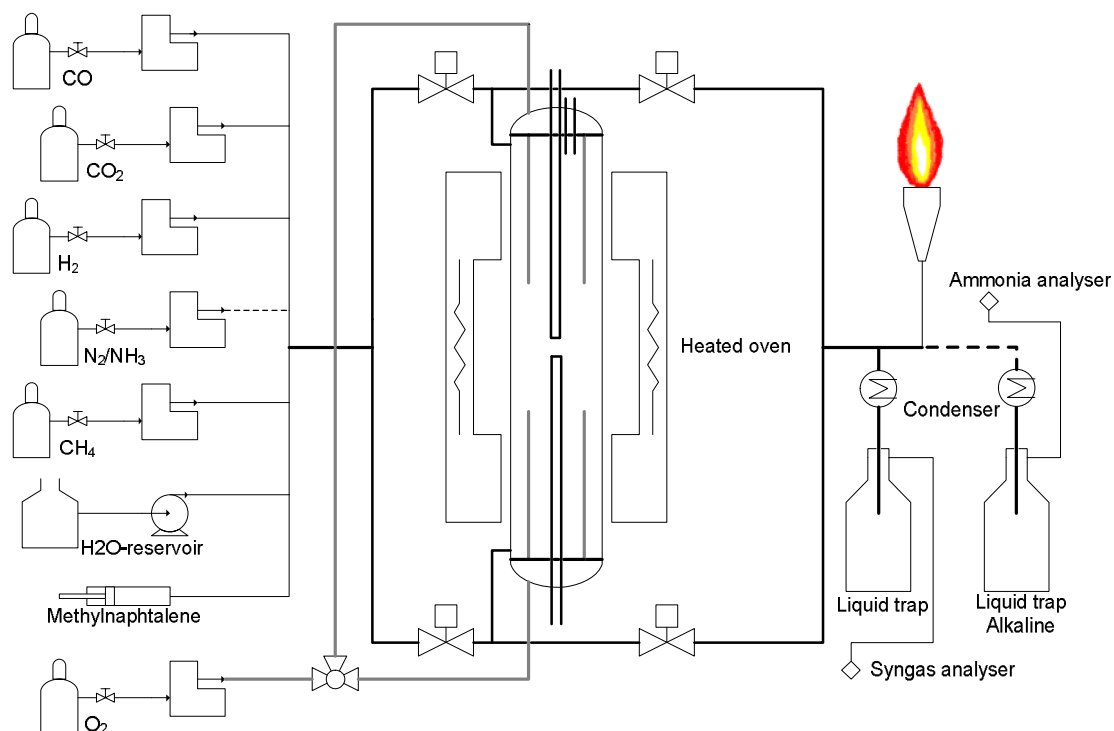 CO
CO₂
H₂
N₂/NH₃
CH₄
H2O-reservoir
Methylnaphtalene
O₂
Heated oven
Ammonia analyser
Condenser
Liquid trap
Liquid trap
Alkaline
Syngas analyser